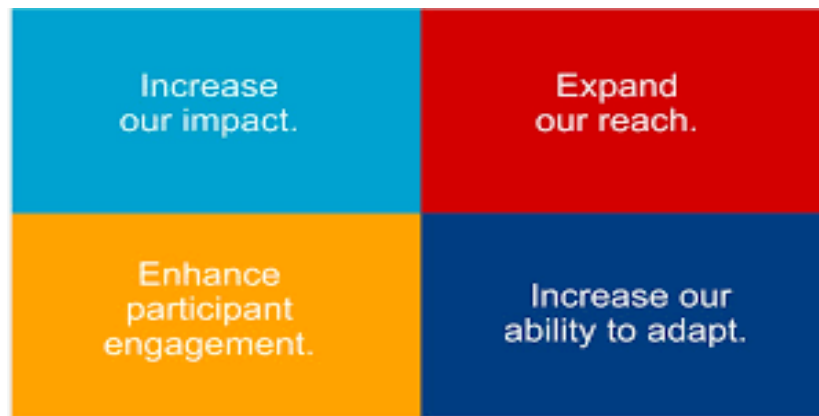 Increase
our impact.
Expand
our reach.
Enhance
participant
engagement.
Increase our
ability to adapt.